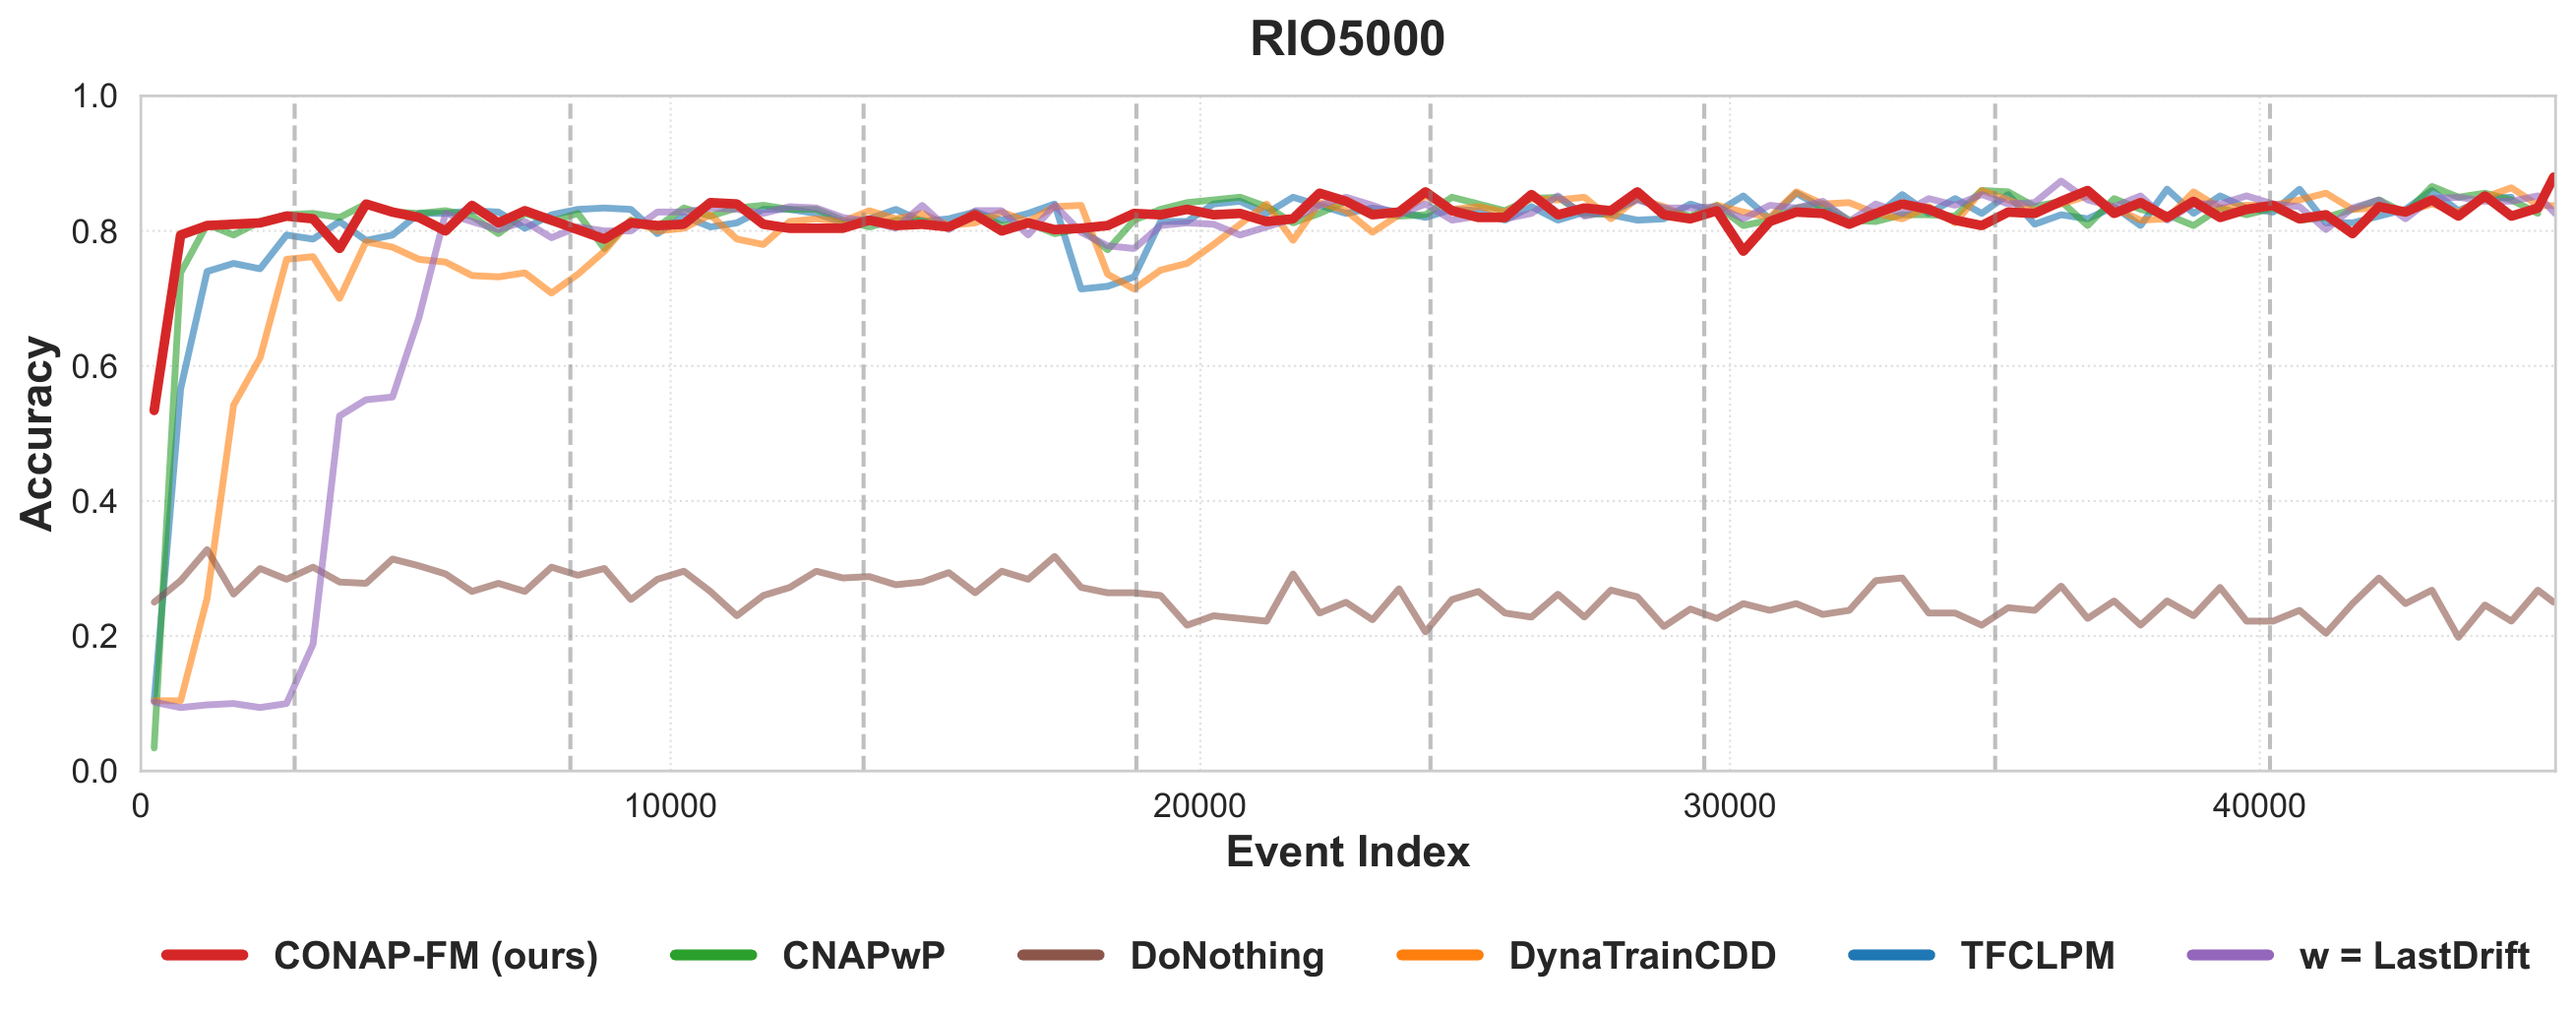 RIO5000
1.0
0.8
0.6
0.4
0.2
0.0
Accuracy
0 10000 20000 30000 40000
Event Index
CONAP-FM (ours) CNAPwP DoNothing DynaTrainCDD TFCLPM w = LastDrift